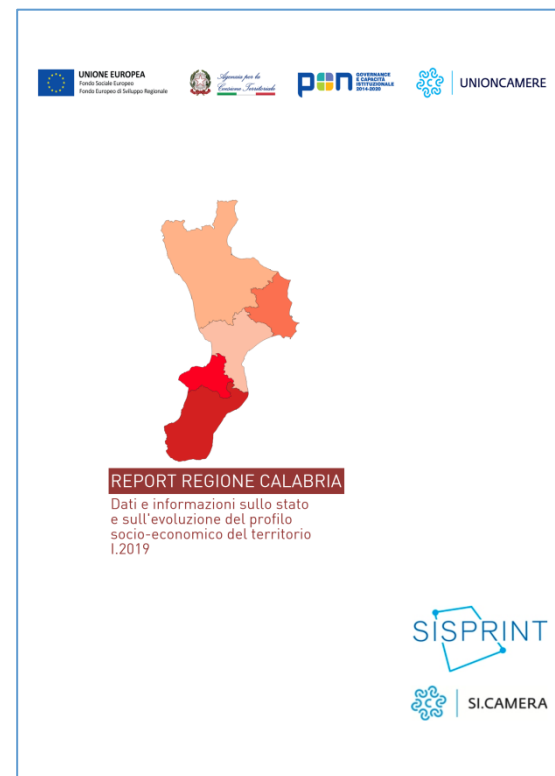 UNIONE EUROPEA
Fondo Sociale Europeo
Fondo Europeo di Sviluppo Regionale
Agenzia per la
Coesione Territoriale
pon
GOVERNANCE
E CAPACITÀ
ISTITUZIONALE
2014-2020
UNIONCAMERE
REPORT REGIONE CALABRIA
Dati e informazioni sullo stato
e sull'evoluzione del profilo
socio-economico del territorio
I.2019
SISPRINT
SI.CAMERA